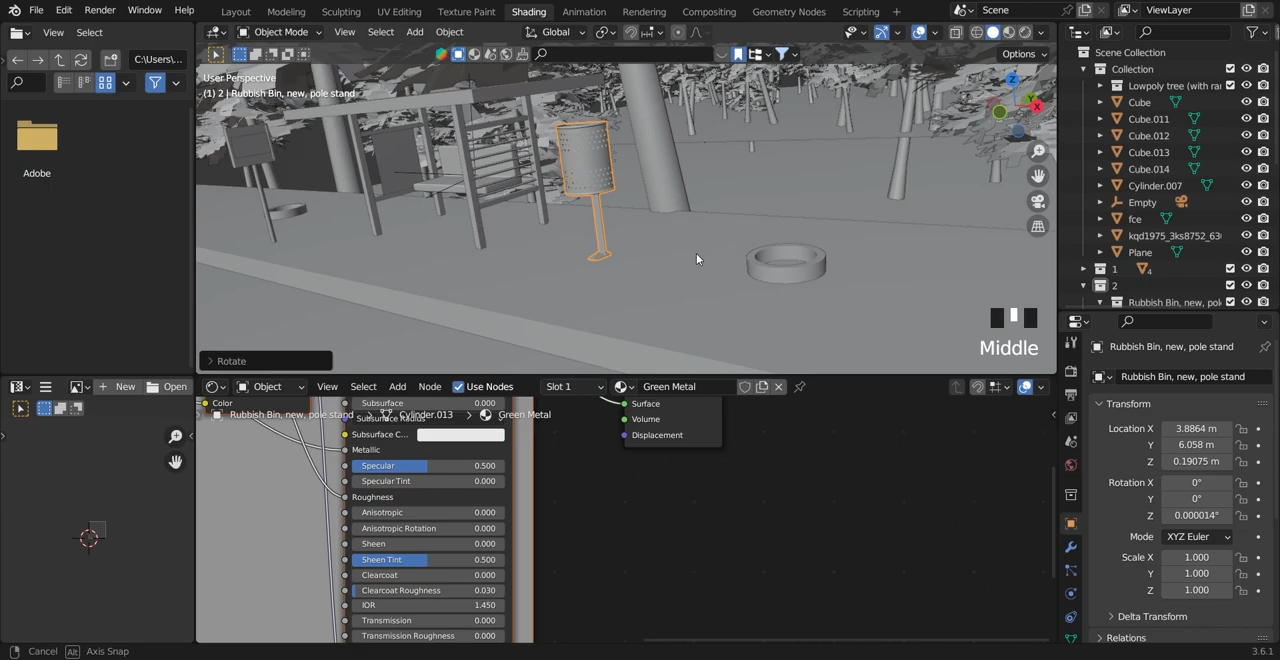 File Edit Render Window Help Layout Modeling Sculpting UV Editing Texture Paint Shading Animation Rendering Compositing Geometry Nodes Scripting + Scene ViewLayer
View Select
Object Mode View Select Add Object Global
C:\Users\...
Options
User Perspective
(1) 2 | Rubbish Bin, new, pole stand
Adobe
Middle
Rotate
Scene Collection
Collection
Lowpoly tree (with ra
Cube
Cube.011
Cube.012
Cube.013
Cube.014
Cylinder.007
Empty
fce
kqd1975_3ks8752_63
Plane
1 4
2
Rubbish Bin, new, pol
New Open
Object View Select Add Node Use Nodes Slot 1 Green Metal
Color
Rubbish Bin, new, pole stand > Cylinder.013 > Green Metal
Subsurface 0.000
Subsurface Radius
Subsurface C...
Metallic
Specular 0.500
Specular Tint 0.000
Roughness
Anisotropic 0.000
Anisotropic Rotation 0.000
Sheen 0.000
Sheen Tint 0.500
Clearcoat 0.000
Clearcoat Roughness 0.030
IOR 1.450
Transmission 0.000
Transmission Roughness 0.000
Surface
Volume
Displacement
Rubbish Bin, new, pole stand
Rubbish Bin, new, pole stand
Transform
Location X 3.8864 m
Y 6.058 m
Z 0.19075 m
Rotation X 0°
Y 0°
Z 0.000014°
Mode XYZ Euler
Scale X 1.000
Y 1.000
Z 1.000
Delta Transform
Relations
Cancel Alt Axis Snap
3.6.1
X
Z